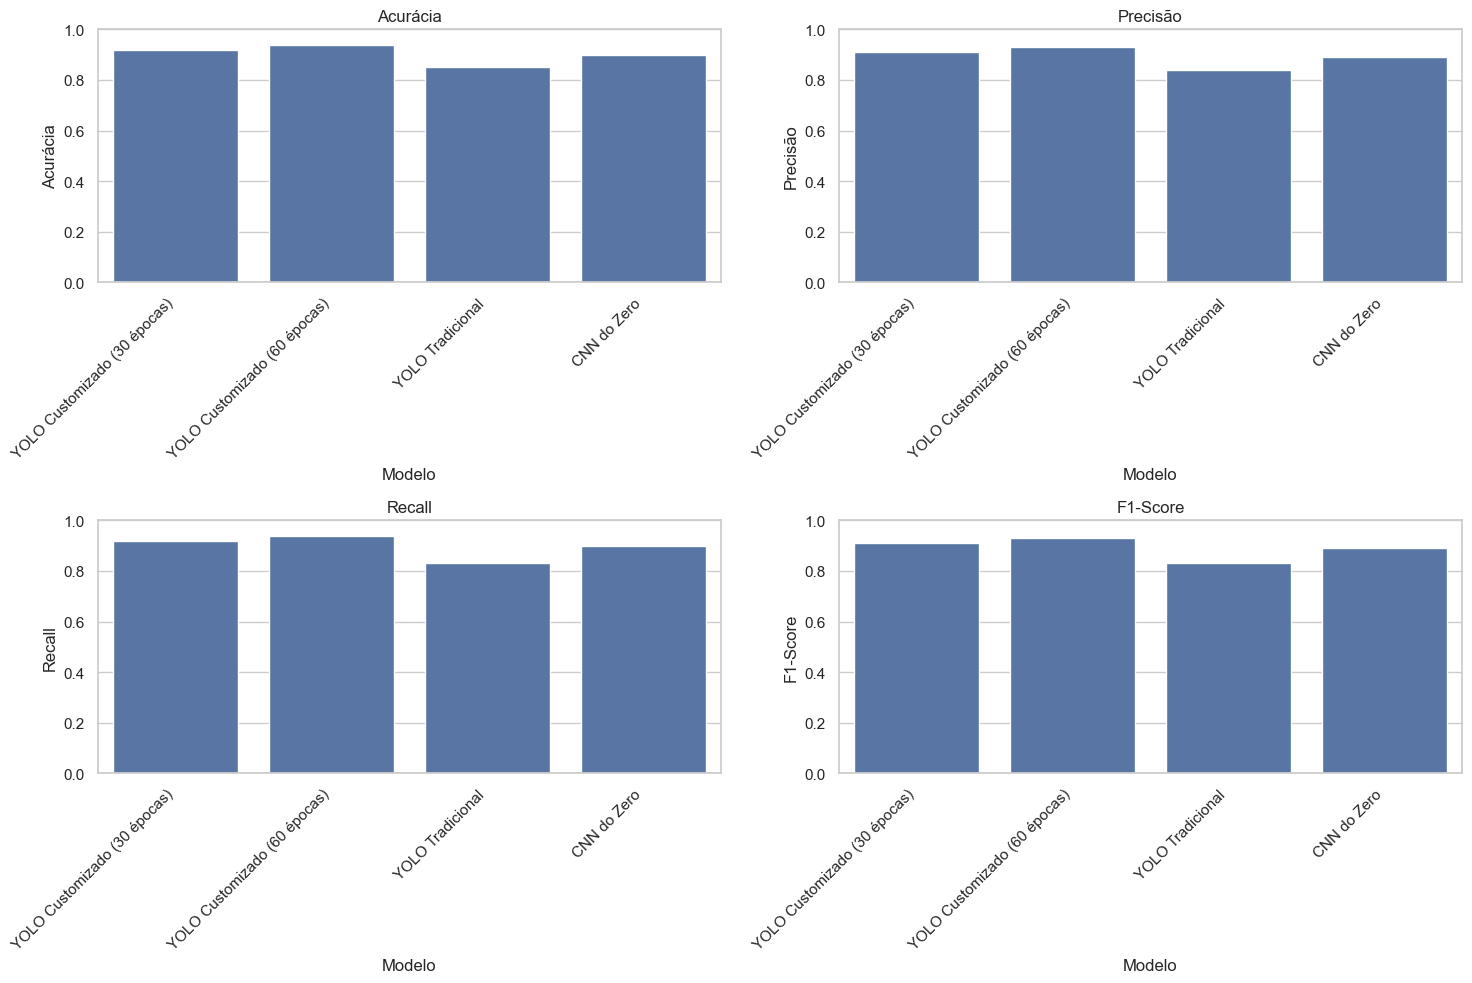 Acurácia
1.0
0.8
0.6
0.4
0.2
0.0
Acurácia
YOLO Customizado (30 épocas)
YOLO Customizado (60 épocas)
YOLO Tradicional
CNN do Zero
Modelo
Precisão
1.0
0.8
0.6
0.4
0.2
0.0
Precisão
YOLO Customizado (30 épocas)
YOLO Customizado (60 épocas)
YOLO Tradicional
CNN do Zero
Modelo
Recall
1.0
0.8
0.6
0.4
0.2
0.0
Recall
YOLO Customizado (30 épocas)
YOLO Customizado (60 épocas)
YOLO Tradicional
CNN do Zero
Modelo
F1-Score
1.0
0.8
0.6
0.4
0.2
0.0
F1-Score
YOLO Customizado (30 épocas)
YOLO Customizado (60 épocas)
YOLO Tradicional
CNN do Zero
Modelo